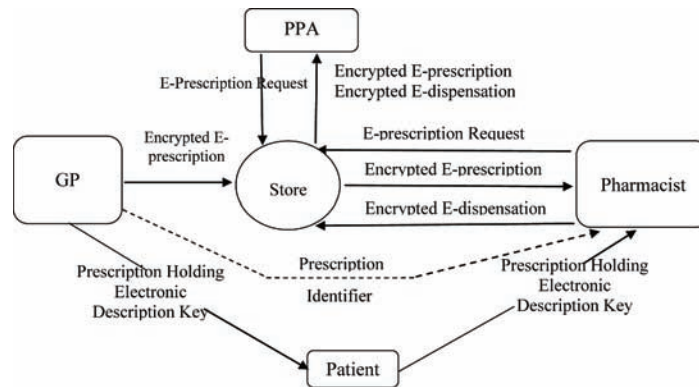 PPA
E-Prescription Request
Encrypted E-prescription
Encrypted E-dispensation
Encrypted E-
prescription
E-prescription Request
GP
Store
Encrypted E-prescription
Pharmacist
Encrypted E-dispensation
Prescription
Identifier
Prescription Holding
Electronic
Description Key
Prescription Holding
Electronic
Description Key
Patient